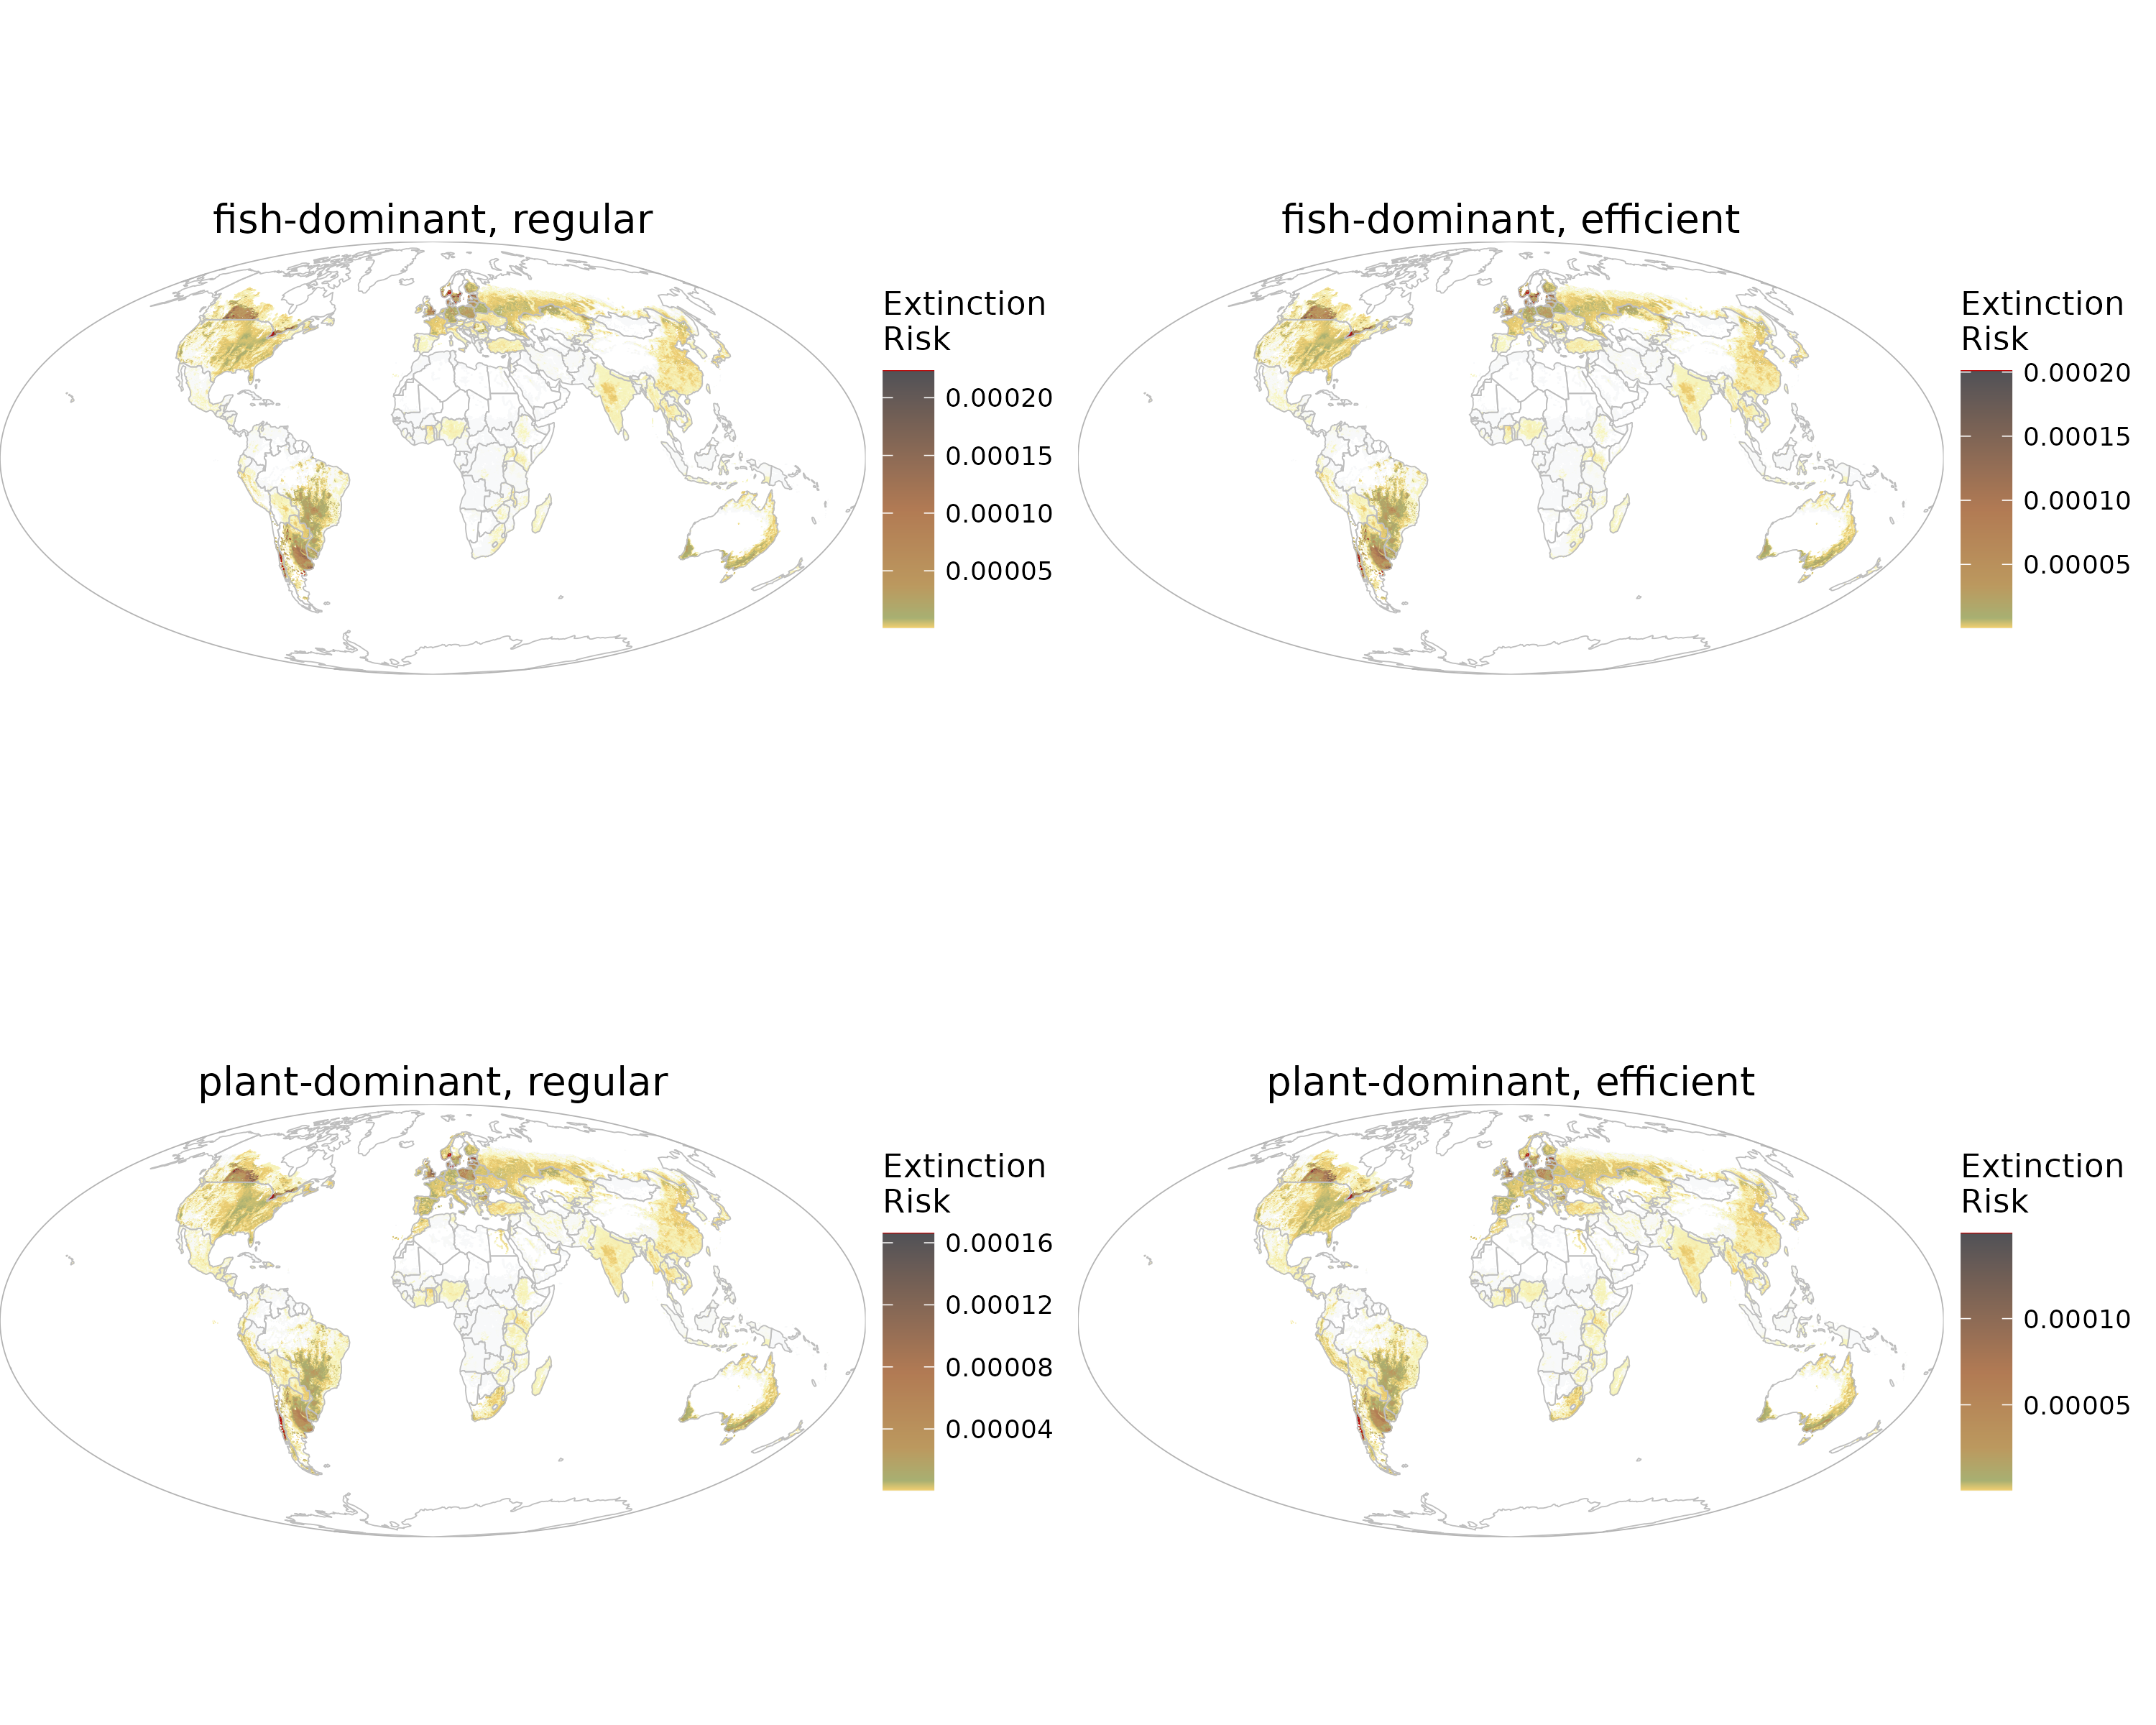 fish-dominant, regular
Extinction
Risk
0.00020
0.00015
0.00010
0.00005
fish-dominant, efficient
Extinction
Risk
0.00020
0.00015
0.00010
0.00005
plant-dominant, regular
Extinction
Risk
0.00016
0.00012
0.00008
0.00004
plant-dominant, efficient
Extinction
Risk
0.00010
0.00005